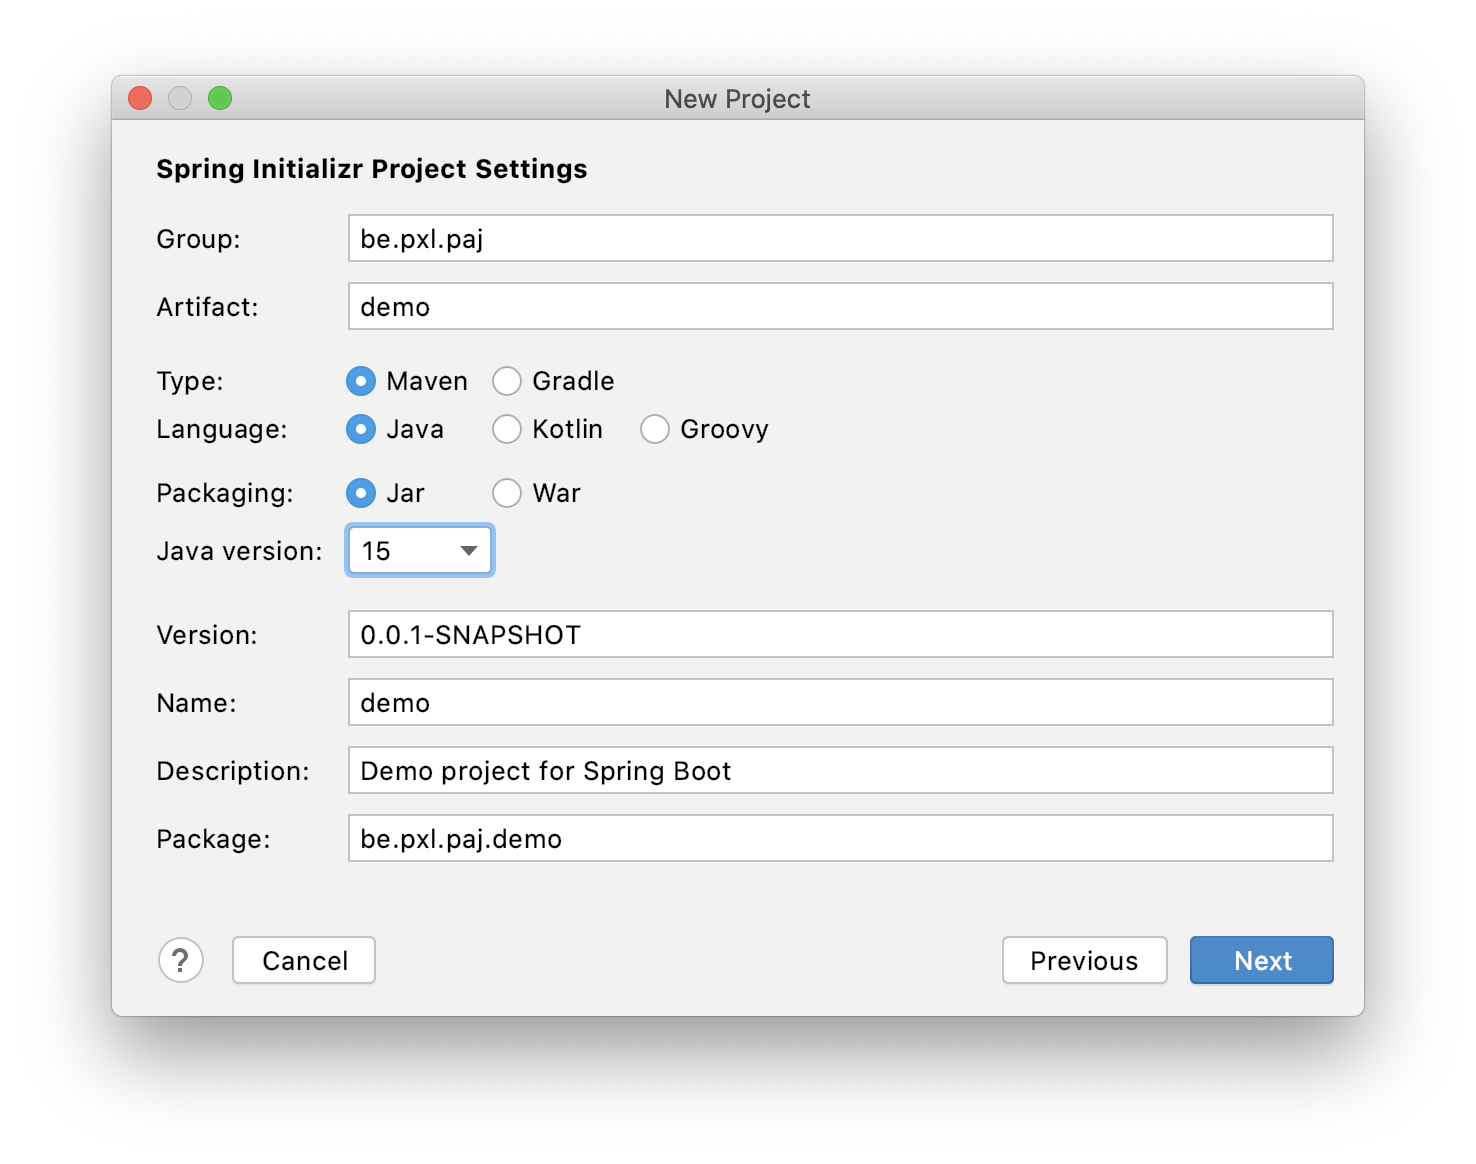 New Project
Spring Initializr Project Settings
Group: be.pxl.paj
Artifact: demo
Type: Maven Gradle
Language: Java Kotlin Groovy
Packaging: Jar War
Java version: 15
Version: 0.0.1-SNAPSHOT
Name: demo
Description: Demo project for Spring Boot
Package: be.pxl.paj.demo
? Cancel Previous Next